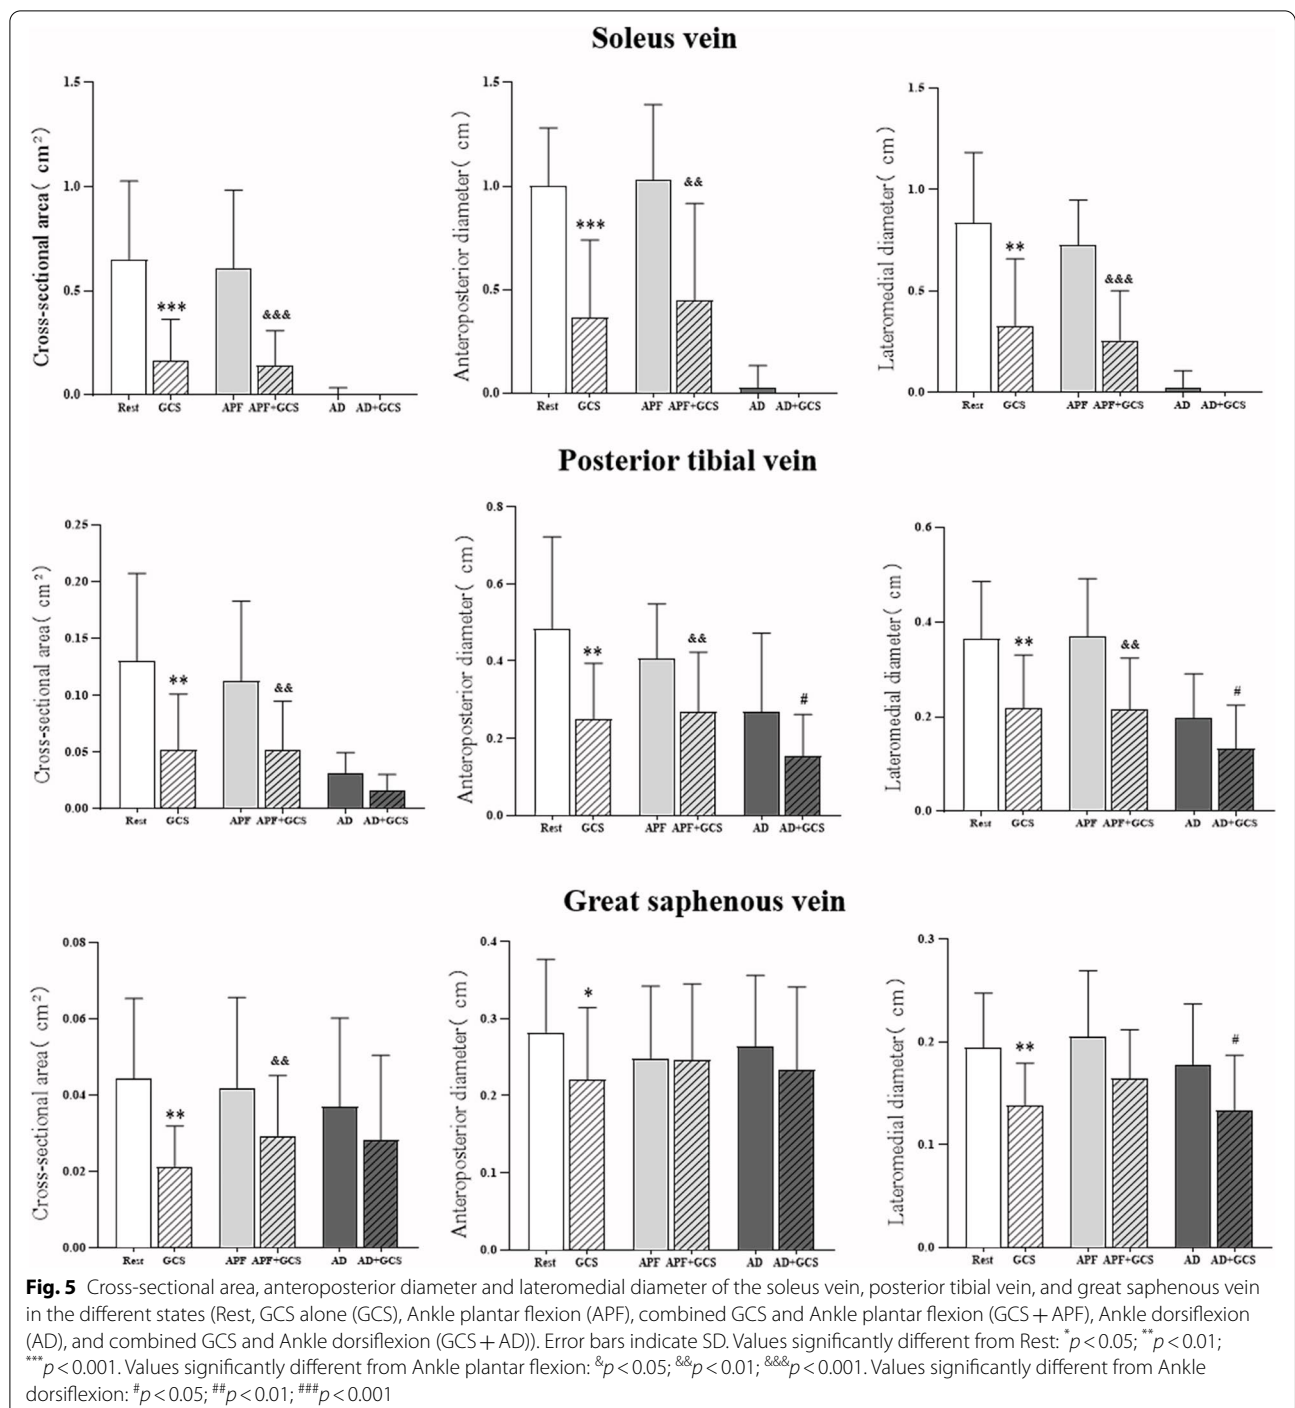 Soleus vein
Cross-sectional area( cm²)
1.5
1.0
0.5
0.0
Rest GCS APF APF+GCS AD AD+GCS
***
&&&
Anteroposterior diameter( cm)
1.5
1.0
0.5
0.0
Rest GCS APF APF+GCS AD AD+GCS
***
&&
Lateromedial diameter( cm)
1.5
1.0
0.5
0.0
Rest GCS APF APF+GCS AD AD+GCS
**
&&&
Posterior tibial vein
Cross-sectional area( cm²)
0.25
0.20
0.15
0.10
0.05
0.00
Rest GCS APF APF+GCS AD AD+GCS
**
&&
Anteroposterior diameter( cm)
0.8
0.6
0.4
0.2
0.0
Rest GCS APF APF+GCS AD AD+GCS
**
&&
#
Lateromedial diameter( cm)
0.6
0.4
0.2
0.0
Rest GCS APF APF+GCS AD AD+GCS
**
&&
#
Great saphenous vein
Cross-sectional area( cm²)
0.08
0.06
0.04
0.02
0.00
Rest GCS APF APF+GCS AD AD+GCS
**
&&
Anteroposterior diameter( cm)
0.4
0.3
0.2
0.1
0.0
Rest GCS APF APF+GCS AD AD+GCS
*
Lateromedial diameter( cm)
0.3
0.2
0.1
0.0
Rest GCS APF APF+GCS AD AD+GCS
**
#
Fig. 5 Cross-sectional area, anteroposterior diameter and lateromedial diameter of the soleus vein, posterior tibial vein, and great saphenous vein
in the different states (Rest, GCS alone (GCS), Ankle plantar flexion (APF), combined GCS and Ankle plantar flexion (GCS + APF), Ankle dorsiflexion
(AD), and combined GCS and Ankle dorsiflexion (GCS + AD)). Error bars indicate SD. Values significantly different from Rest: *p < 0.05; **p < 0.01;
***p < 0.001. Values significantly different from Ankle plantar flexion: &p < 0.05; &&p < 0.01; &&&p < 0.001. Values significantly different from Ankle
dorsiflexion: #p < 0.05; ##p < 0.01; ###p < 0.001